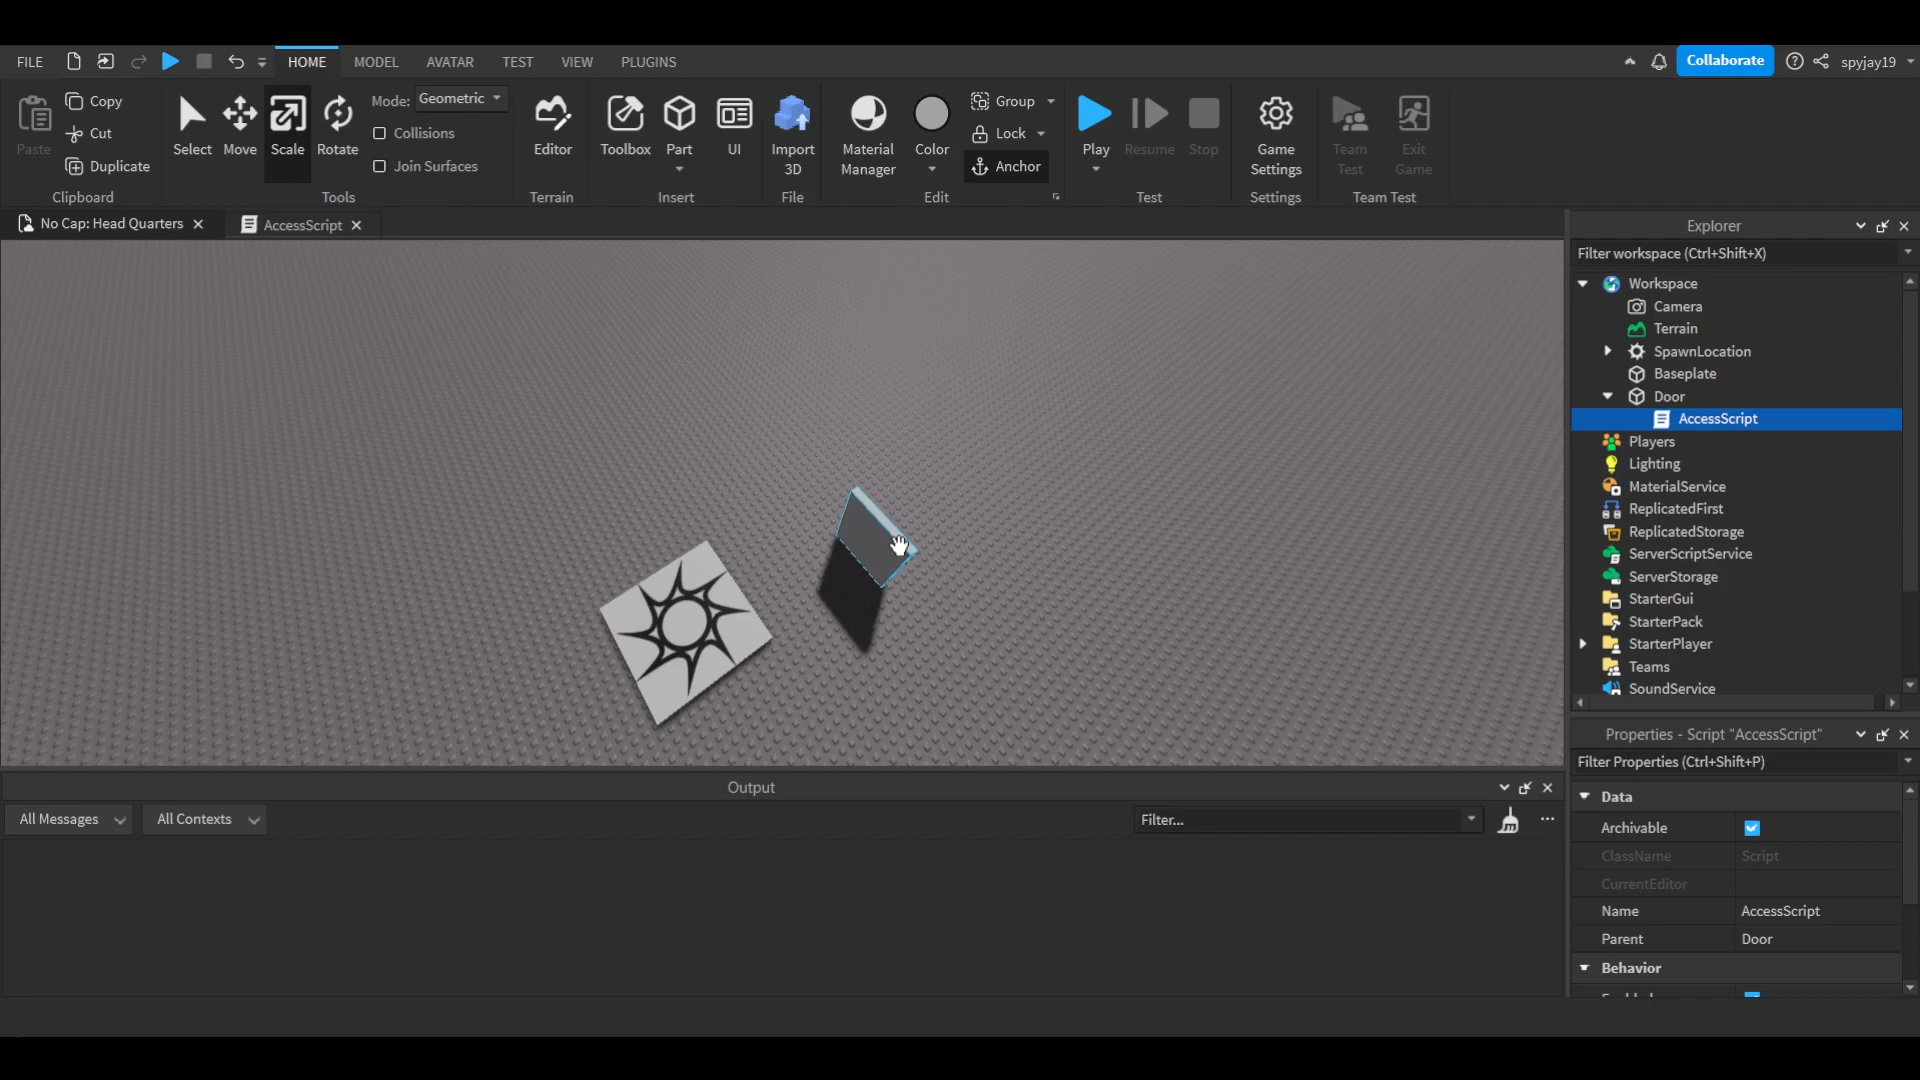 FILE
HOME
MODEL
AVATAR
TEST
VIEW
PLUGINS
Collaborate
spyjay19
Paste
Copy
Cut
Duplicate
Clipboard
Select
Move
Scale
Rotate
Mode: Geometric
Collisions
Join Surfaces
Tools
Editor
Terrain
Toolbox
Part
UI
Insert
Import
3D
File
Material
Manager
Color
Group
Lock
Anchor
Edit
Play
Resume
Stop
Test
Game
Settings
Settings
Team
Test
Exit
Game
Team Test
No Cap: Head Quarters
AccessScript
Explorer
Filter workspace (Ctrl+Shift+X)
Workspace
Camera
Terrain
SpawnLocation
Baseplate
Door
AccessScript
Players
Lighting
MaterialService
ReplicatedFirst
ReplicatedStorage
ServerScriptService
ServerStorage
StarterGui
StarterPack
StarterPlayer
Teams
SoundService
Output
All Messages
All Contexts
Filter...
Properties - Script "AccessScript"
Filter Properties (Ctrl+Shift+P)
Data
Archivable
ClassName Script
CurrentEditor
Name AccessScript
Parent Door
Behavior